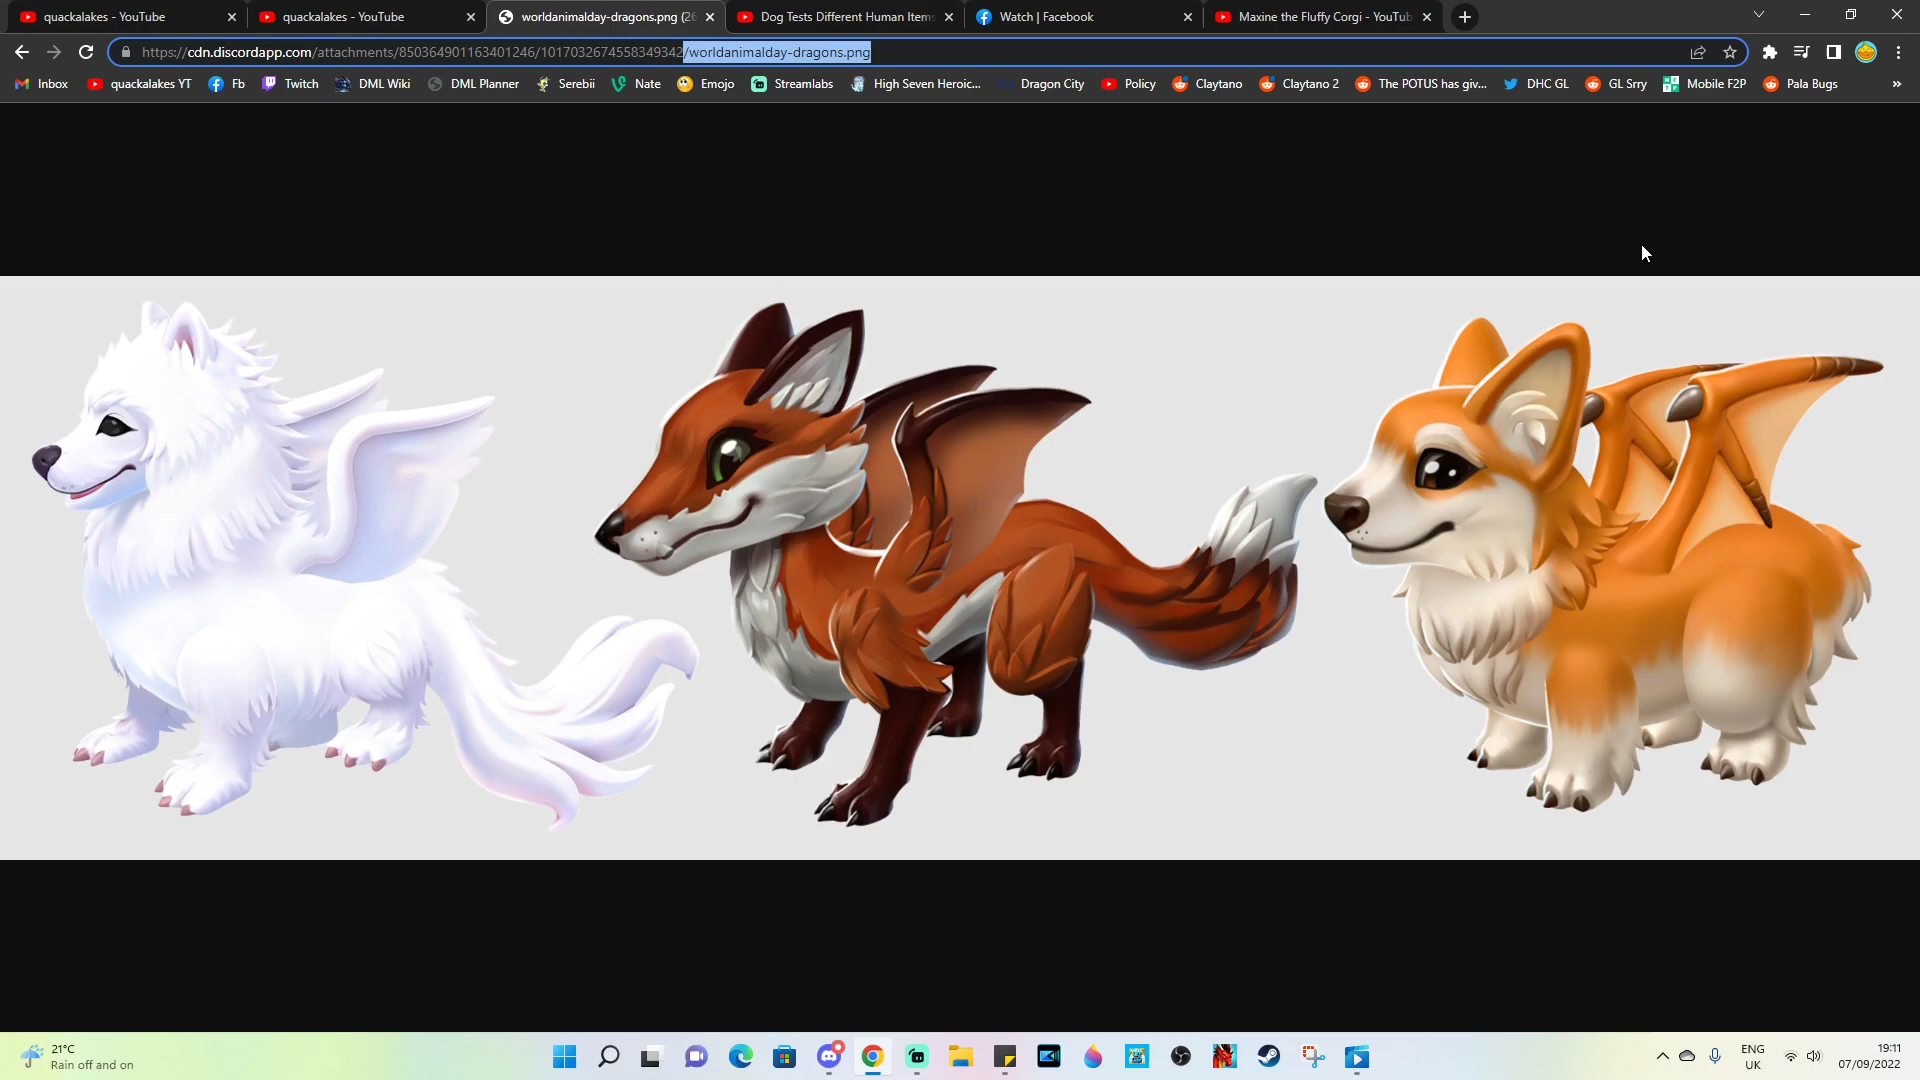 quackalakes - YouTube
quackalakes - YouTube
worldanimalday-dragons.png (26
Dog Tests Different Human Items
Watch | Facebook
Maxine the Fluffy Corgi - YouTub
https://cdn.discordapp.com/attachments/850364901163401246/1017032674558349342/worldanimalday-dragons.png
Inbox
quackalakes YT
Fb
Twitch
DML Wiki
DML Planner
Serebii
Nate
Emojo
Streamlabs
High Seven Heroic...
Dragon City
Policy
Claytano
Claytano 2
The POTUS has giv...
DHC GL
GL Srry
Mobile F2P
Pala Bugs
»
21°C
Rain off and on
ENG
UK
19:11
07/09/2022